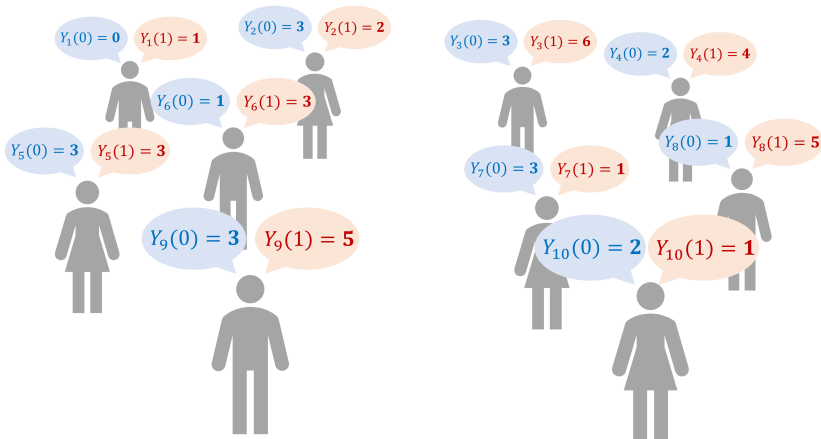 Y₁(0) = 0
Y₁(1) = 1
Y₂(0) = 3
Y₂(1) = 2
Y₃(0) = 3
Y₃(1) = 6
Y₄(0) = 2
Y₄(1) = 4
Y₅(0) = 3
Y₅(1) = 3
Y₆(0) = 1
Y₆(1) = 3
Y₇(0) = 3
Y₇(1) = 1
Y₈(0) = 1
Y₈(1) = 5
Y₉(0) = 3
Y₉(1) = 5
Y₁₀(0) = 2
Y₁₀(1) = 1